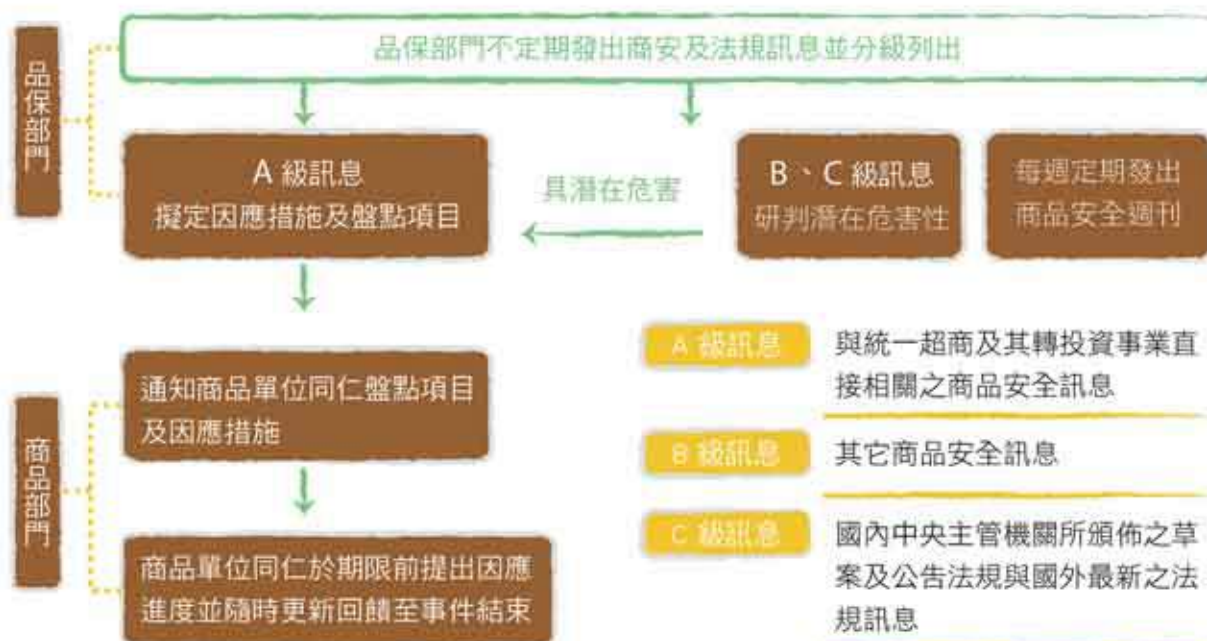 品保部門
品保部門不定期發出商安及法規訊息並分級列出
A 級訊息
擬定因應措施及盤點項目
具潛在危害
B、C 級訊息
研判潛在危害性
每週定期發出
商品安全週刊
商品部門
通知商品單位同仁盤點項目
及因應措施
商品單位同仁於期限前提出因應
進度並隨時更新回饋至事件結束
A 級訊息
與統一超商及其轉投資事業直
接相關之商品安全訊息
B 級訊息
其它商品安全訊息
C 級訊息
國內中央主管機關所頒佈之草
案及公告法規與國外最新之法
規訊息